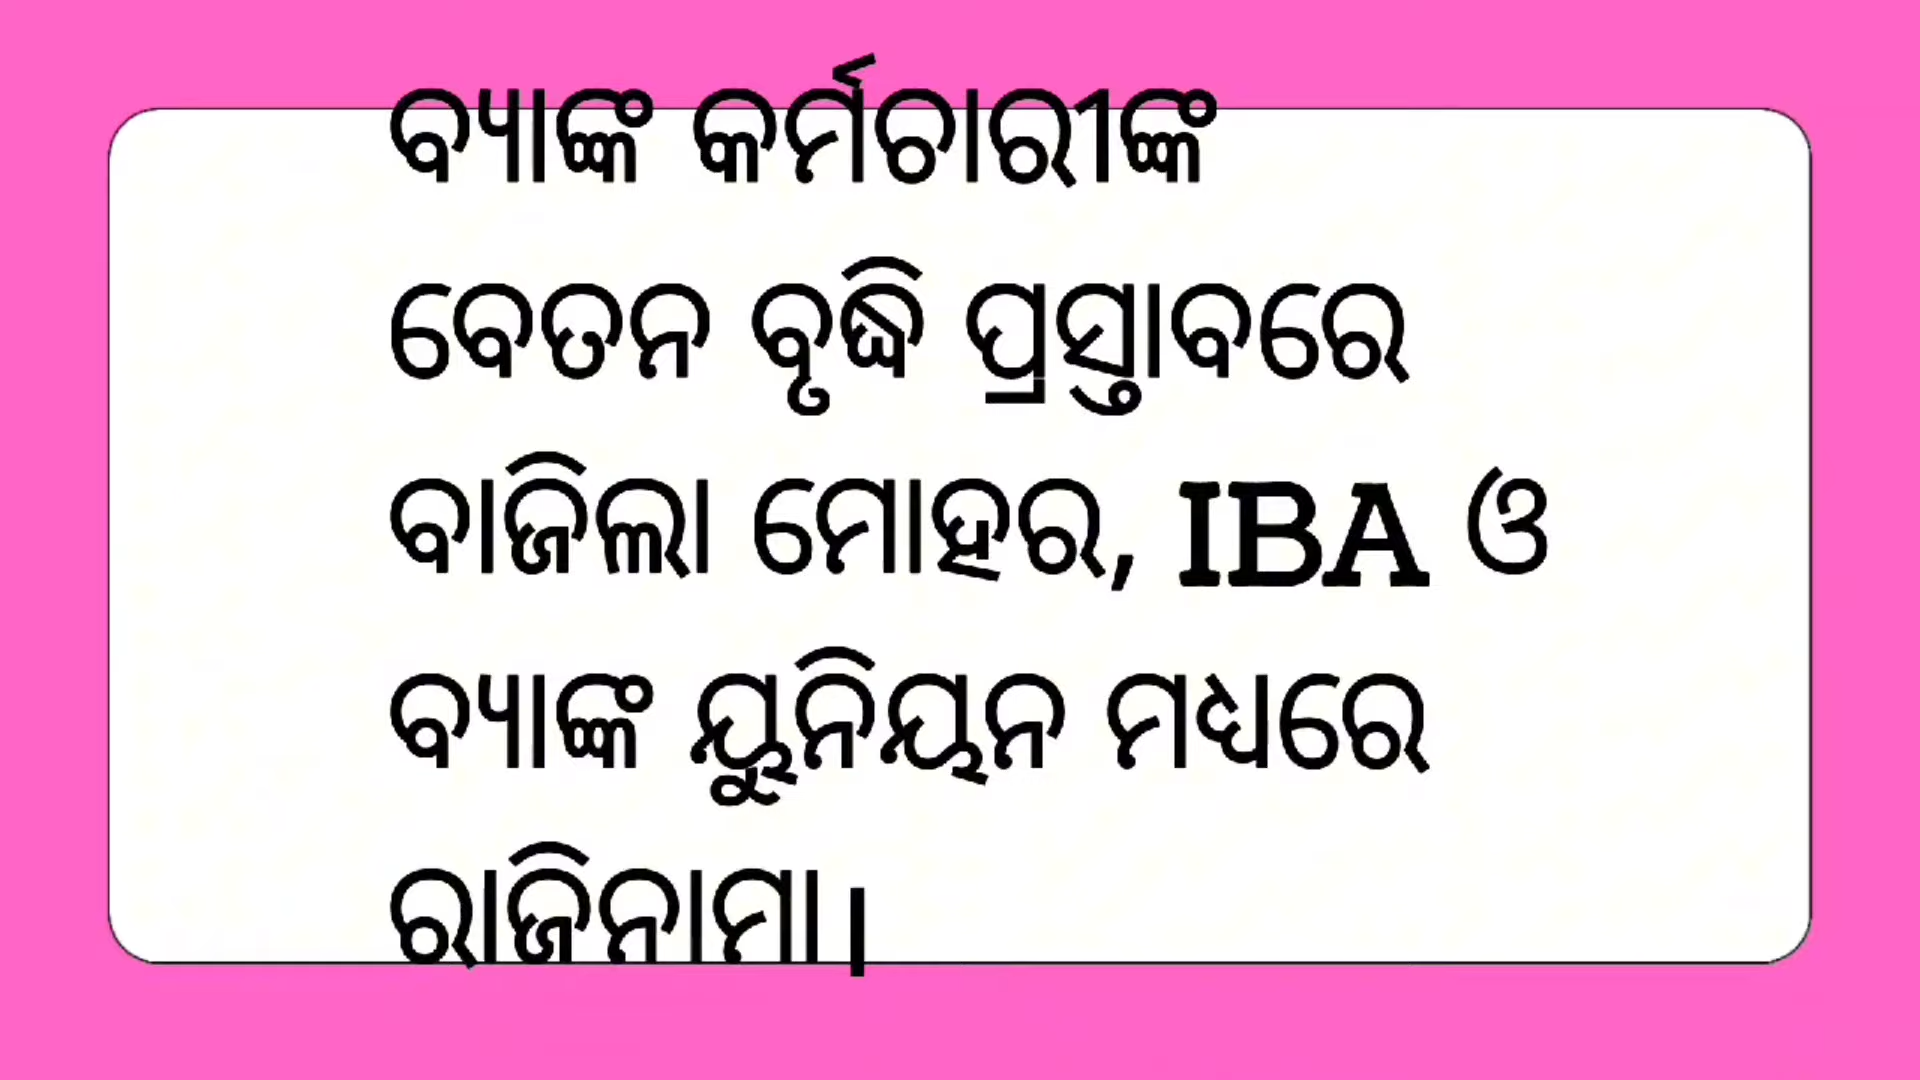 ବ୍ୟାଙ୍କ କର୍ମଚାରୀଙ୍କ
ବେତନ ବୃଦ୍ଧି ପ୍ରସ୍ତାବରେ
ବାଜିଲା ମୋହର, IBA ଓ
ବ୍ୟାଙ୍କ ୟୁନିୟନ ମଧ୍ୟରେ
ରାଜିନାମା।